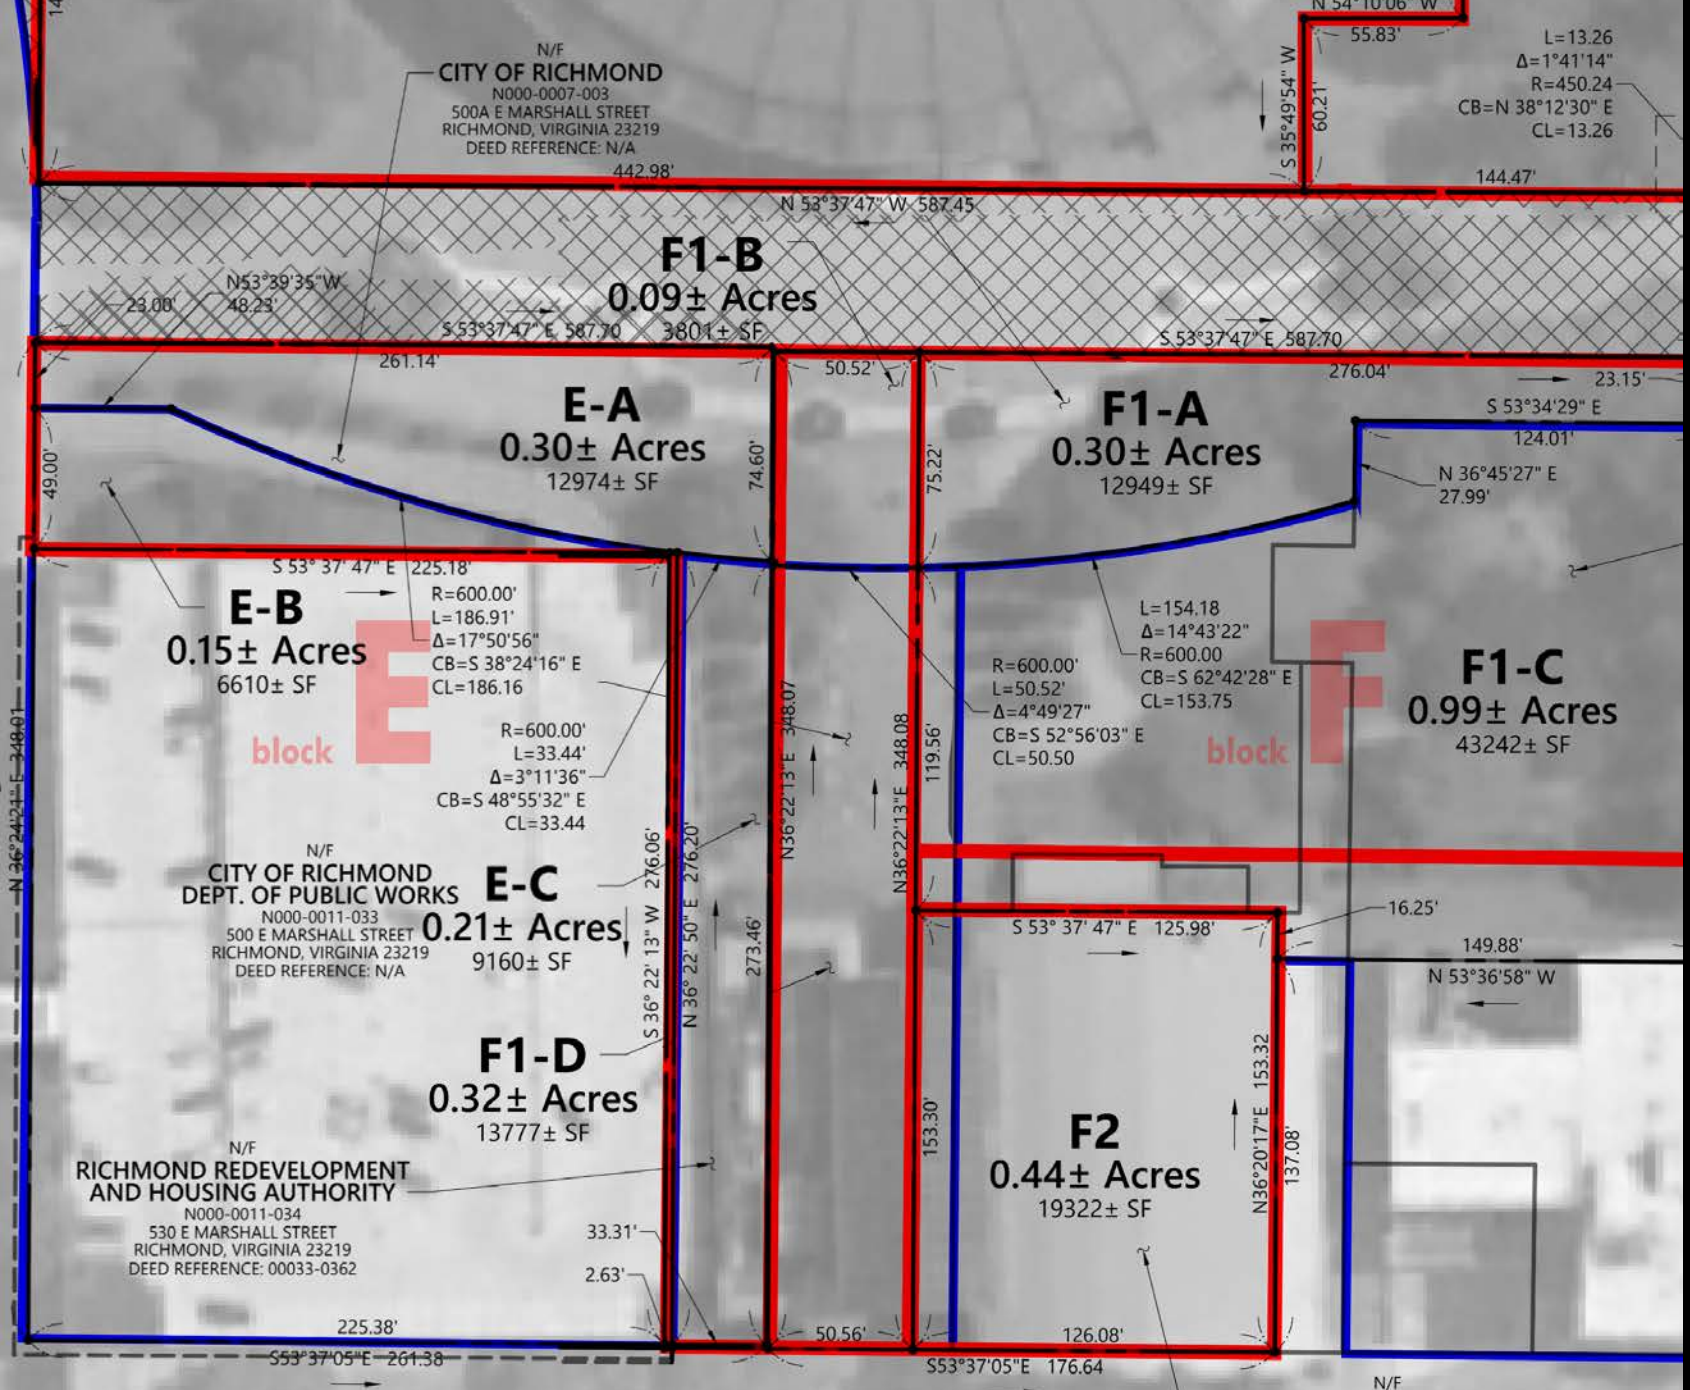 N 54°10'06" W
55.83'
14
N/F
CITY OF RICHMOND
N000-0007-003
500A E MARSHALL STREET
RICHMOND, VIRGINIA 23219
DEED REFERENCE: N/A
S 35°49'54" W
60.21'
L=13.26
Δ=1°41'14"
R=450.24
CB=N 38°12'30" E
CL=13.26
442.98'
144.47'
N 53°37'47" W 587.45
F1-B
0.09± Acres
3801± SF
N53°39'35"W
48.23'
23.00'
S 53°37'47" E 587.70
S 53°37'47" E 587.70
261.14'
50.52'
276.04'
23.15'
E-A
0.30± Acres
12974± SF
F1-A
0.30± Acres
12949± SF
S 53°34'29" E
124.01'
N 36°45'27" E
27.99'
49.00'
74.60'
75.22'
S 53° 37' 47" E 225.18'
E-B
0.15± Acres
6610± SF
R=600.00'
L=186.91'
Δ=17°50'56"
CB=S 38°24'16" E
CL=186.16
block E
R=600.00'
L=33.44'
Δ=3°11'36"
CB=S 48°55'32" E
CL=33.44
R=600.00'
L=50.52'
Δ=4°49'27"
CB=S 52°56'03" E
CL=50.50
L=154.18
Δ=14°43'22"
R=600.00
CB=S 62°42'28" E
CL=153.75
block F
F1-C
0.99± Acres
43242± SF
N 36°24'21" E 348.01
N36°22'13"E 348.07
N36°22'13"E 348.08
119.56'
N/F
CITY OF RICHMOND
DEPT. OF PUBLIC WORKS
N000-0011-033
500 E MARSHALL STREET
RICHMOND, VIRGINIA 23219
DEED REFERENCE: N/A
E-C
0.21± Acres
9160± SF
S 36° 22' 13" W 276.06'
N 36° 22' 50" E 276.20'
273.46'
S 53° 37' 47" E 125.98'
16.25'
149.88'
N 53°36'58" W
F1-D
0.32± Acres
13777± SF
F2
0.44± Acres
19322± SF
153.30'
N36°20'17"E 153.32
137.08'
N/F
RICHMOND REDEVELOPMENT
AND HOUSING AUTHORITY
N000-0011-034
530 E MARSHALL STREET
RICHMOND, VIRGINIA 23219
DEED REFERENCE: 00033-0362
33.31'
2.63'
225.38'
50.56'
126.08'
S53°37'05"E 261.38
S53°37'05"E 176.64
N/F